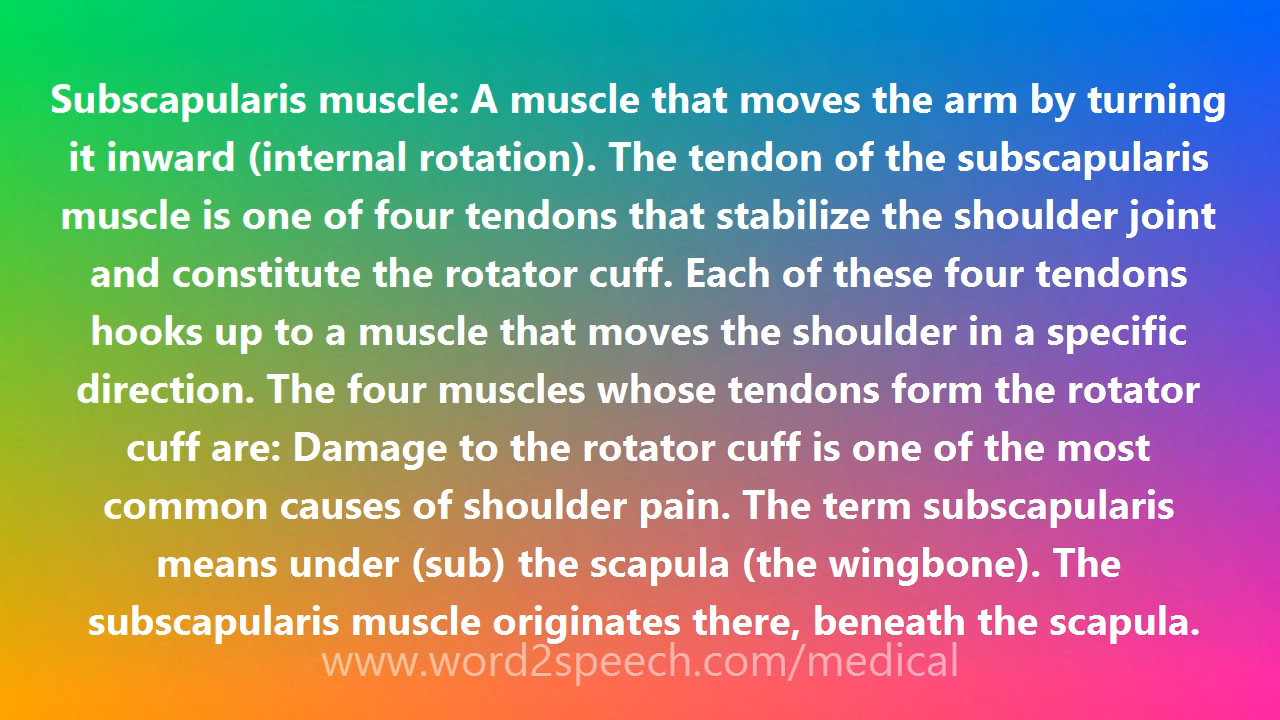 Subscapularis muscle: A muscle that moves the arm by turning
it inward (internal rotation). The tendon of the subscapularis
muscle is one of four tendons that stabilize the shoulder joint
and constitute the rotator cuff. Each of these four tendons
hooks up to a muscle that moves the shoulder in a specific
direction. The four muscles whose tendons form the rotator
cuff are: Damage to the rotator cuff is one of the most
common causes of shoulder pain. The term subscapularis
means under (sub) the scapula (the wingbone). The
subscapularis muscle originates there, beneath the scapula.
www.word2speech.com/medical